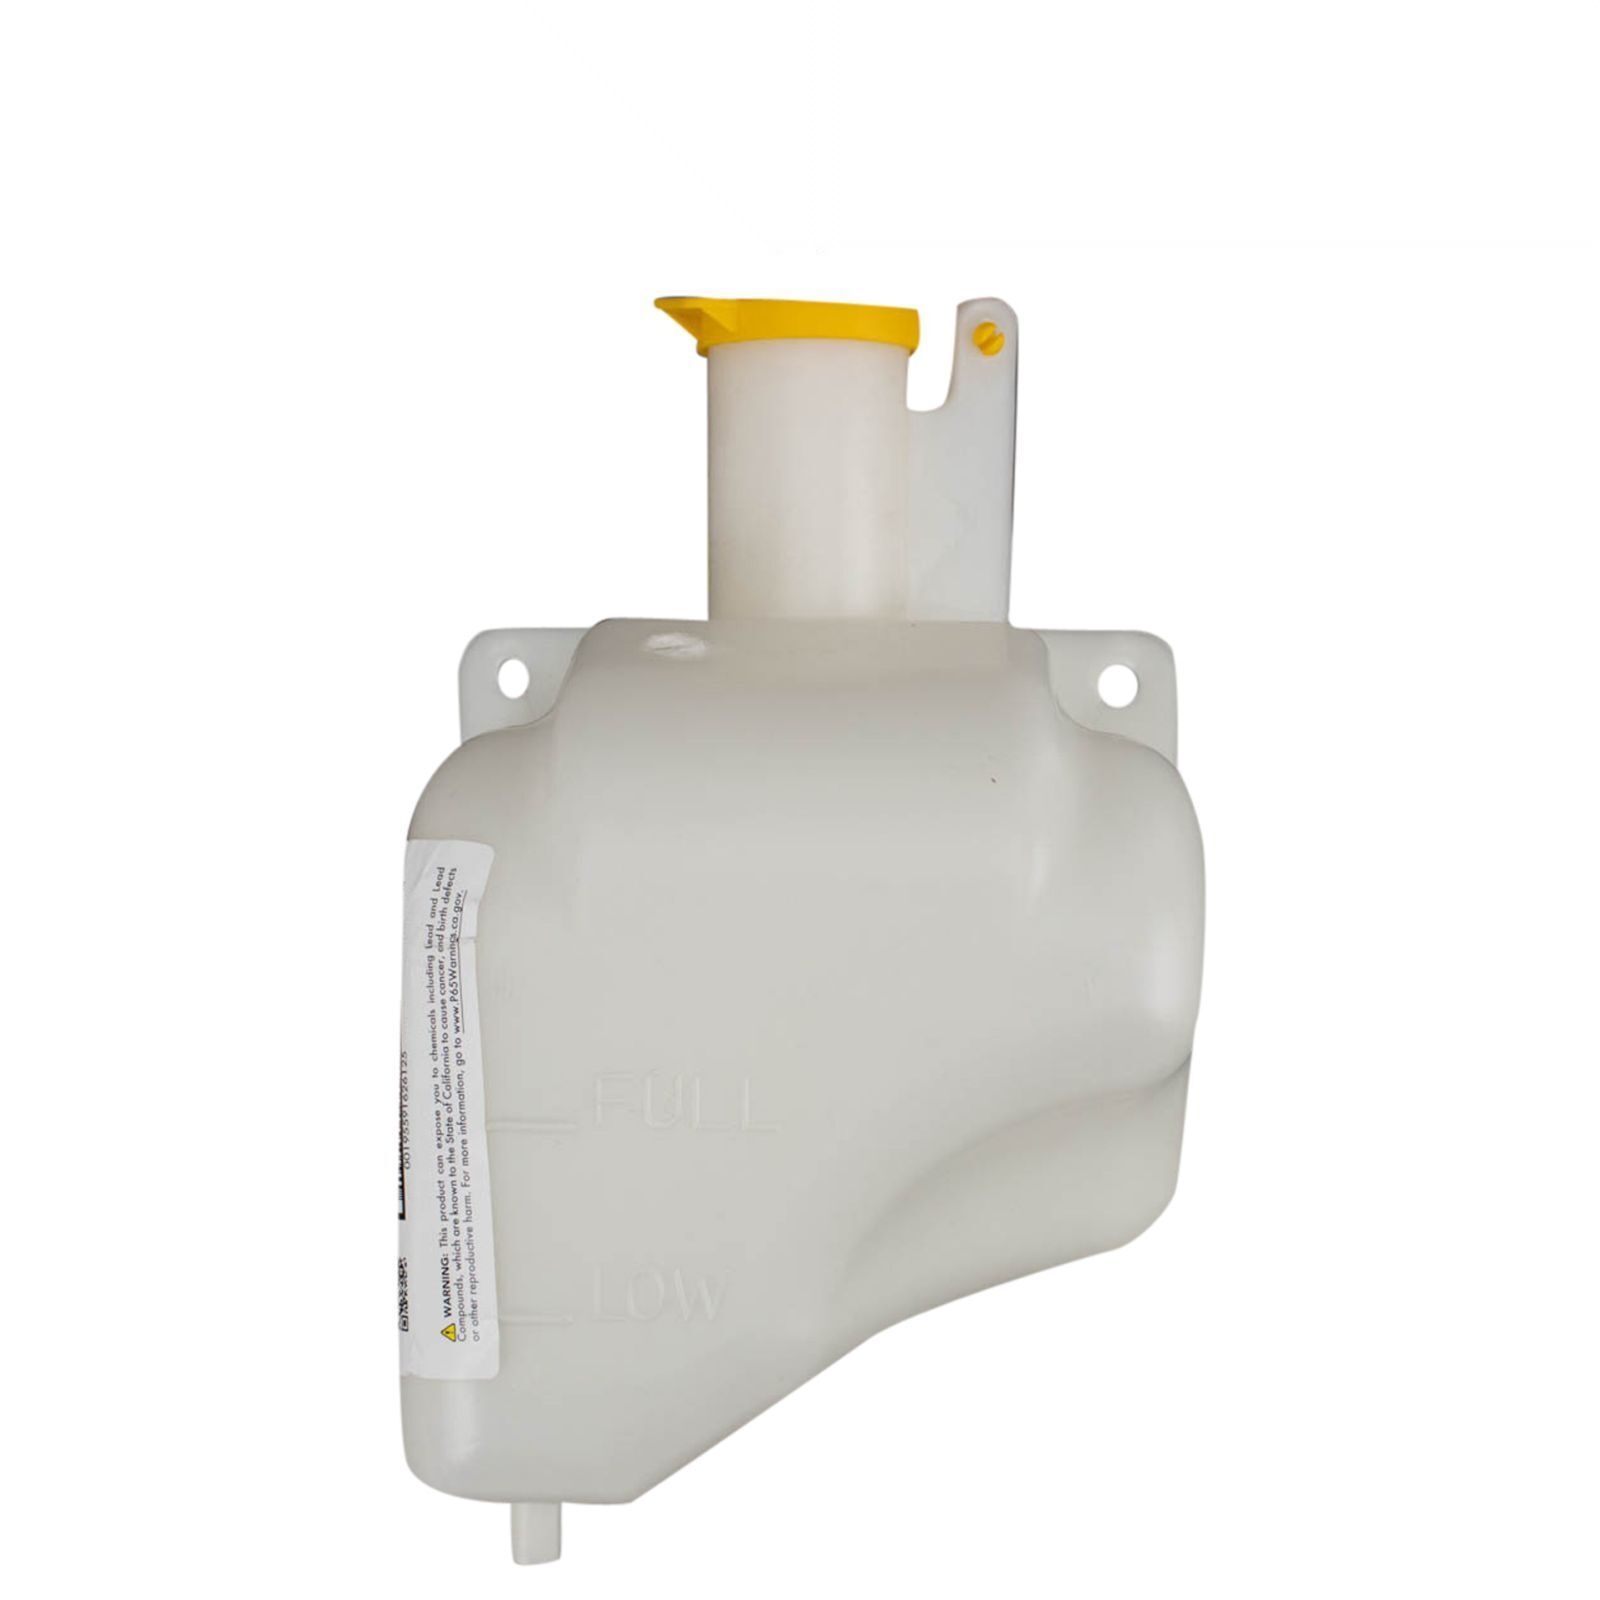 FULL
LOW
WARNING: This product can expose you to chemicals including Lead and Lead
Compounds, which are known to the State of California to cause cancer, and birth defects
or other reproductive harm. For more information, go to www.P65Warnings.ca.gov.